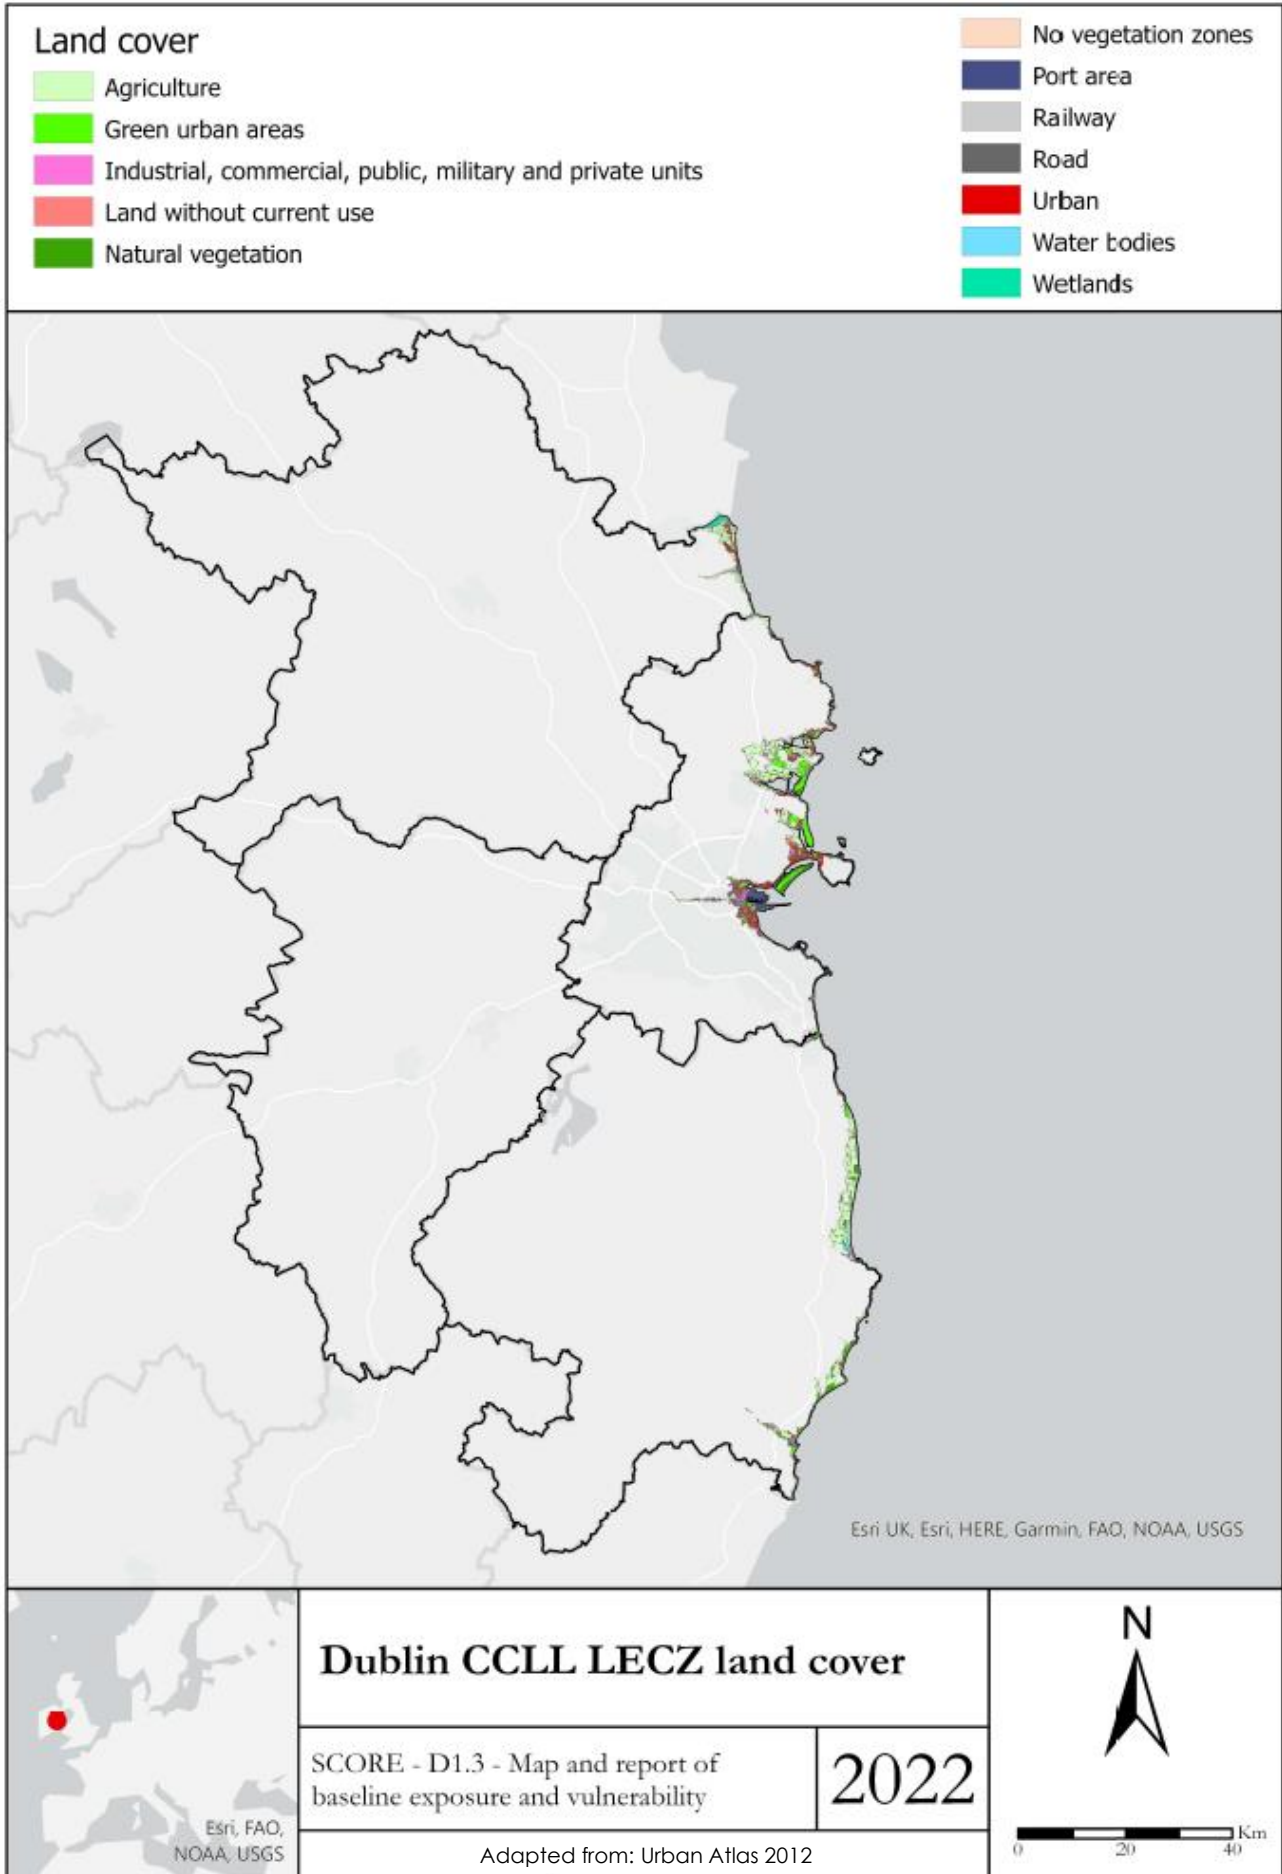 Land cover
Agriculture
Green urban areas
Industrial, commercial, public, military and private units
Land without current use
Natural vegetation
No vegetation zones
Port area
Railway
Road
Urban
Water bodies
Wetlands
Esri UK, Esri, HERE, Garmin, FAO, NOAA, USGS
Esri, FAO,
NOAA, USGS
Dublin CCLL LECZ land cover
SCORE - D1.3 - Map and report of
baseline exposure and vulnerability
2022
Adapted from: Urban Atlas 2012
N
Km
0 20 40